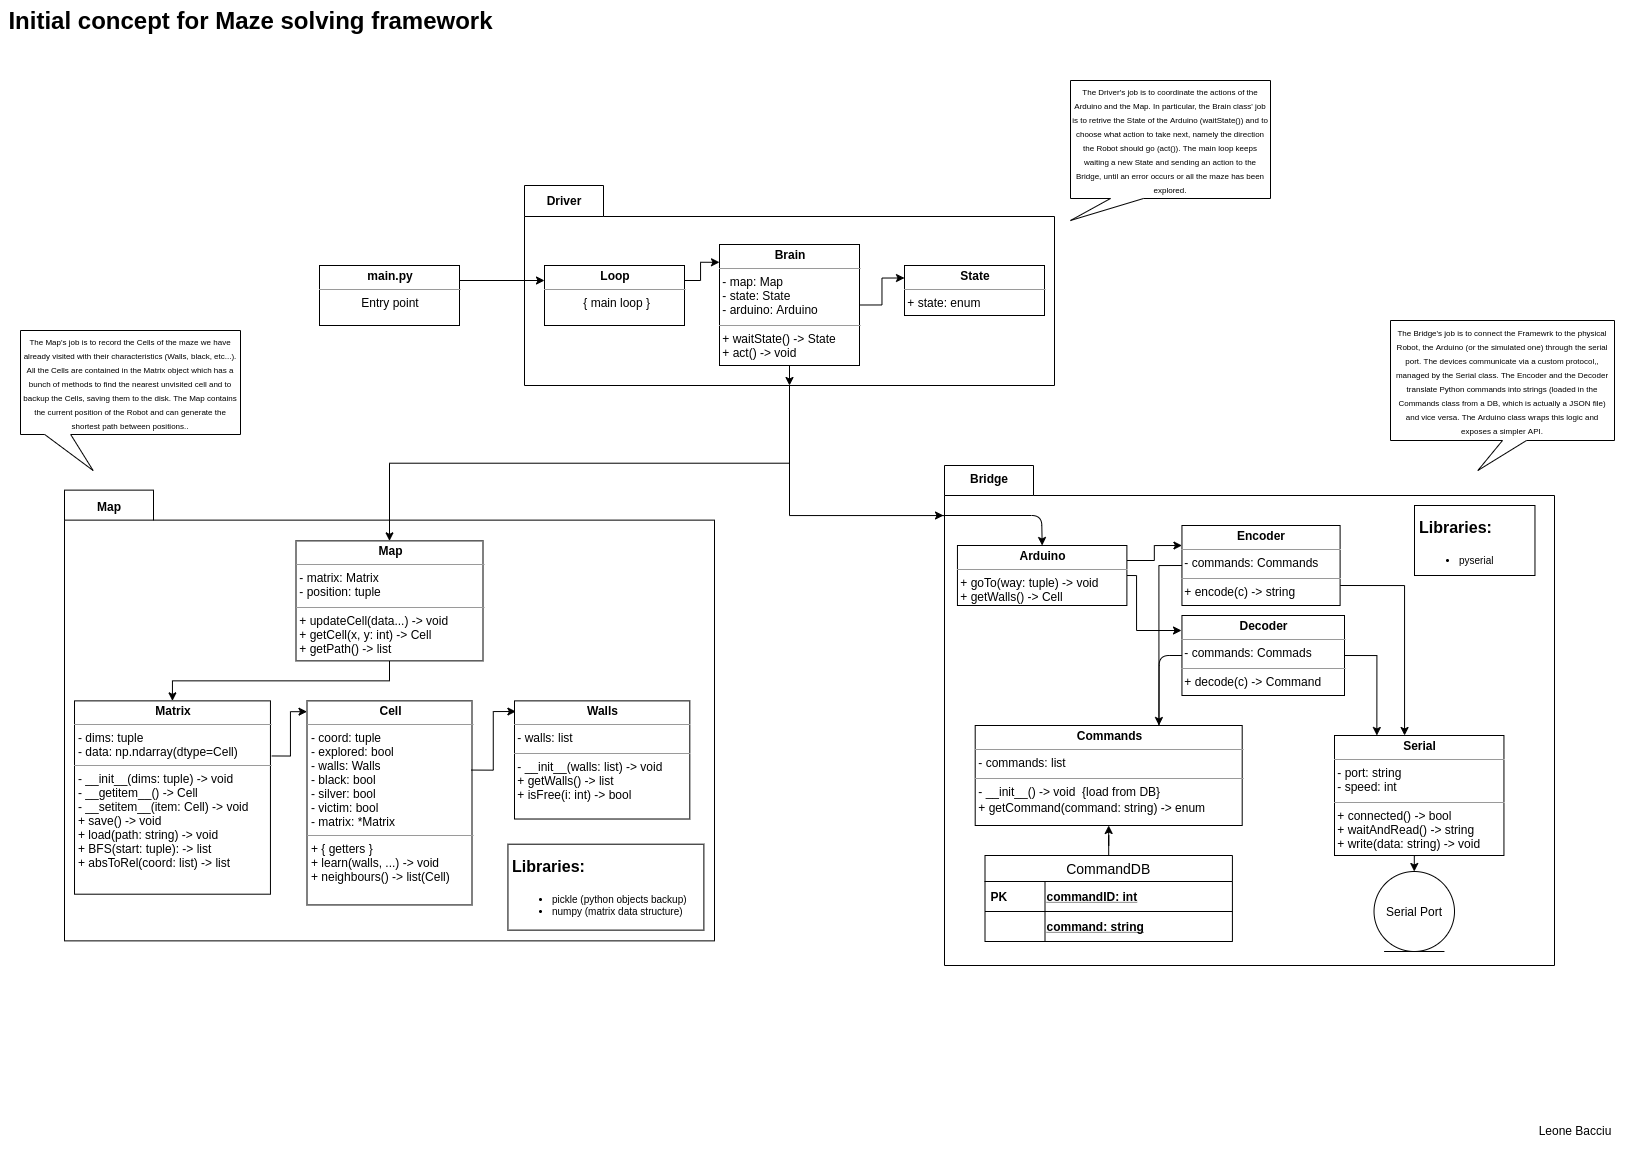 Initial concept for Maze solving framework
The Driver's job is to coordinate the actions of the
Arduino and the Map. In particular, the Brain class' job
is to retrive the State of the Arduino (waitState()) and to
choose what action to take next, namely the direction
the Robot should go (act()). The main loop keeps
waiting a new State and sending an action to the
Bridge, until an error occurs or all the maze has been
explored.
Driver
main.py
Entry point
Loop
{ main loop }
Brain
- map: Map
- state: State
- arduino: Arduino
+ waitState() -> State
+ act() -> void
State
+ state: enum
The Map's job is to record the Cells of the maze we have
already visited with their characteristics (Walls, black, etc...).
All the Cells are contained in the Matrix object which has a
bunch of methods to find the nearest unvisited cell and to
backup the Cells, saving them to the disk. The Map contains
the current position of the Robot and can generate the
shortest path between positions..
The Bridge's job is to connect the Framewrk to the physical
Robot, the Arduino (or the simulated one) through the serial
port. The devices communicate via a custom protocol,,
managed by the Serial class. The Encoder and the Decoder
translate Python commands into strings (loaded in the
Commands class from a DB, which is actually a JSON file)
and vice versa. The Arduino class wraps this logic and
exposes a simpler API.
Map
Map
- matrix: Matrix
- position: tuple
+ updateCell(data...) -> void
+ getCell(x, y: int) -> Cell
+ getPath() -> list
Matrix
- dims: tuple
- data: np.ndarray(dtype=Cell)
- __init__(dims: tuple) -> void
- __getitem__() -> Cell
- __setitem__(item: Cell) -> void
+ save() -> void
+ load(path: string) -> void
+ BFS(start: tuple): -> list
+ absToRel(coord: list) -> list
Cell
- coord: tuple
- explored: bool
- walls: Walls
- black: bool
- silver: bool
- victim: bool
- matrix: *Matrix
+ { getters }
+ learn(walls, ...) -> void
+ neighbours() -> list(Cell)
Walls
- walls: list
- __init__(walls: list) -> void
+ getWalls() -> list
+ isFree(i: int) -> bool
Libraries:
• pickle (python objects backup)
• numpy (matrix data structure)
Bridge
Libraries:
• pyserial
Arduino
+ goTo(way: tuple) -> void
+ getWalls() -> Cell
Encoder
- commands: Commands
+ encode(c) -> string
Decoder
- commands: Commads
+ decode(c) -> Command
Commands
- commands: list
- __init__() -> void {load from DB}
+ getCommand(command: string) -> enum
CommandDB
PK commandID: int
command: string
Serial
- port: string
- speed: int
+ connected() -> bool
+ waitAndRead() -> string
+ write(data: string) -> void
Serial Port
Leone Bacciu